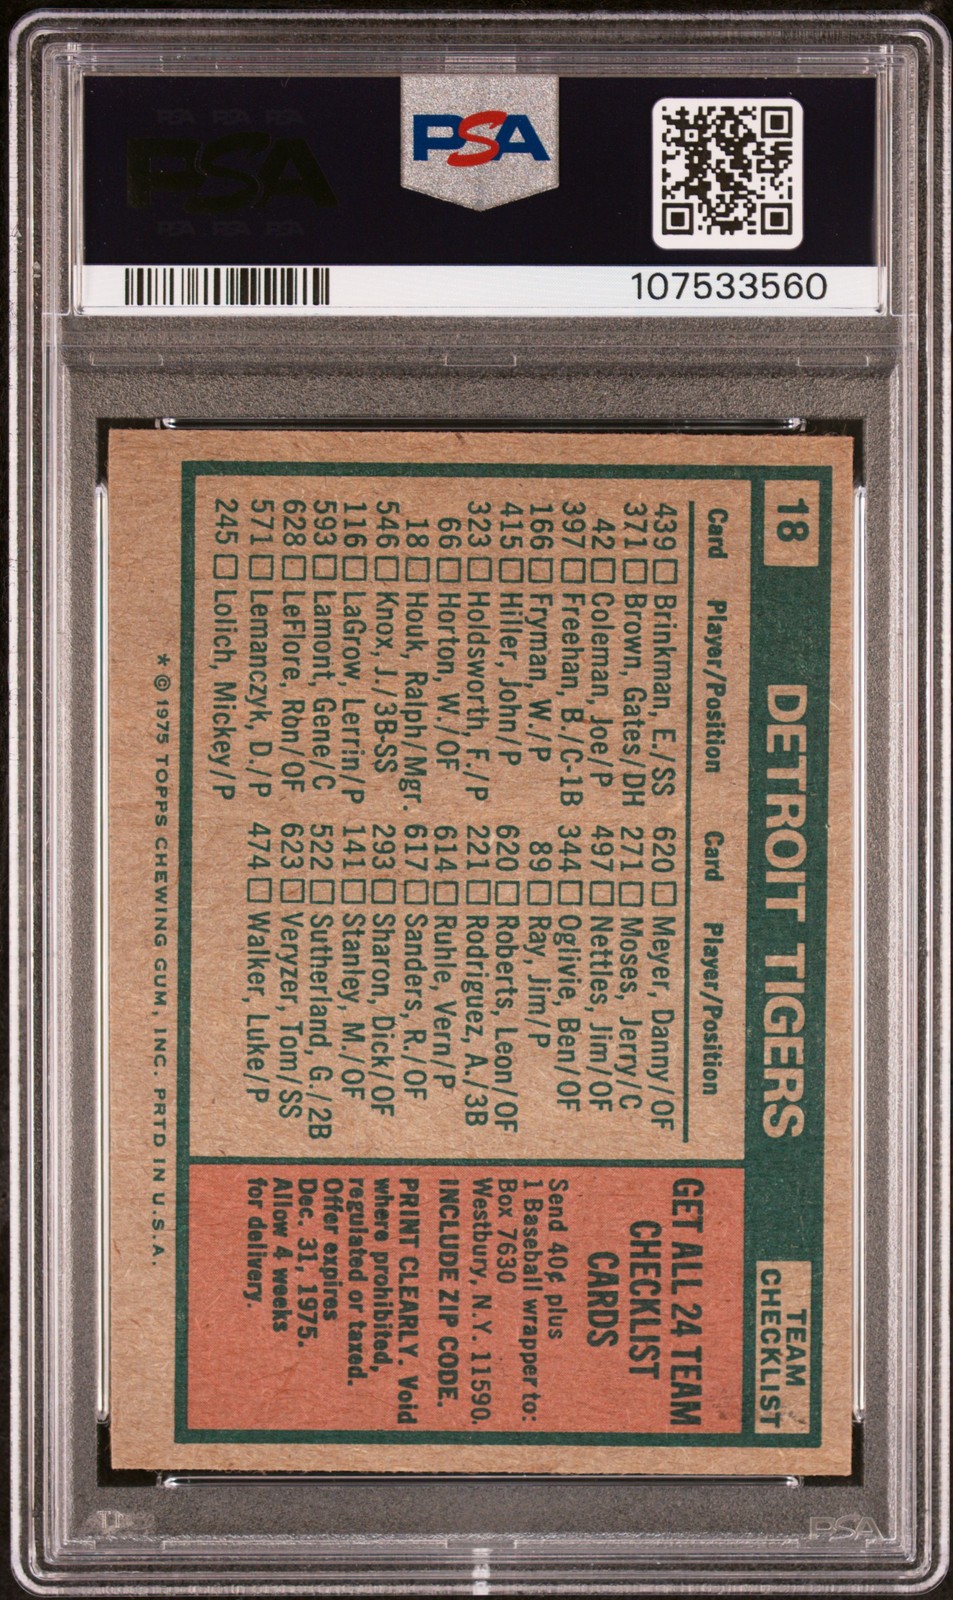 PSA
PSA PSA PSA
PSA
PSA PSA PSA
107533560
18 DETROIT TIGERS TEAM CHECKLIST
Card Player/Position Card Player/Position
439 Brinkman, E./SS 620 Meyer, Danny/OF
371 Brown, Gates/DH 271 Moses, Jerry/C
42 Coleman, Joe/P 497 Nettles, Jim/OF
397 Freehan, B./C-1B 344 Oglivie, Ben/OF
166 Fryman, W./P 89 Ray, Jim/P
415 Hiller, John/P 620 Roberts, Leon/OF
323 Holdsworth, F./P 221 Rodriguez, A./3B
66 Horton, W./OF 614 Ruhle, Vern/P
18 Houk, Ralph/Mgr. 617 Sanders, R./OF
546 Knox, J./3B-SS 293 Sharon, Dick/OF
116 LaGrow, Lerrin/P 141 Stanley, M./OF
593 Lamont, Gene/C 522 Sutherland, G./2B
628 LeFlore, Ron/OF 623 Veryzer, Tom/SS
571 Lemanczyk, D./P 474 Walker, Luke/P
245 Lolich, Mickey/P
GET ALL 24 TEAM
CHECKLIST
CARDS
Send 40¢ plus
1 Baseball wrapper to:
Box 7630
Westbury, N.Y. 11590.
INCLUDE ZIP CODE.
PRINT CLEARLY. Void
where prohibited,
regulated or taxed.
Offer expires
Dec. 31, 1975.
Allow 4 weeks
for delivery.
* © 1975 TOPPS CHEWING GUM, INC. PRTD IN U.S.A.
PSA